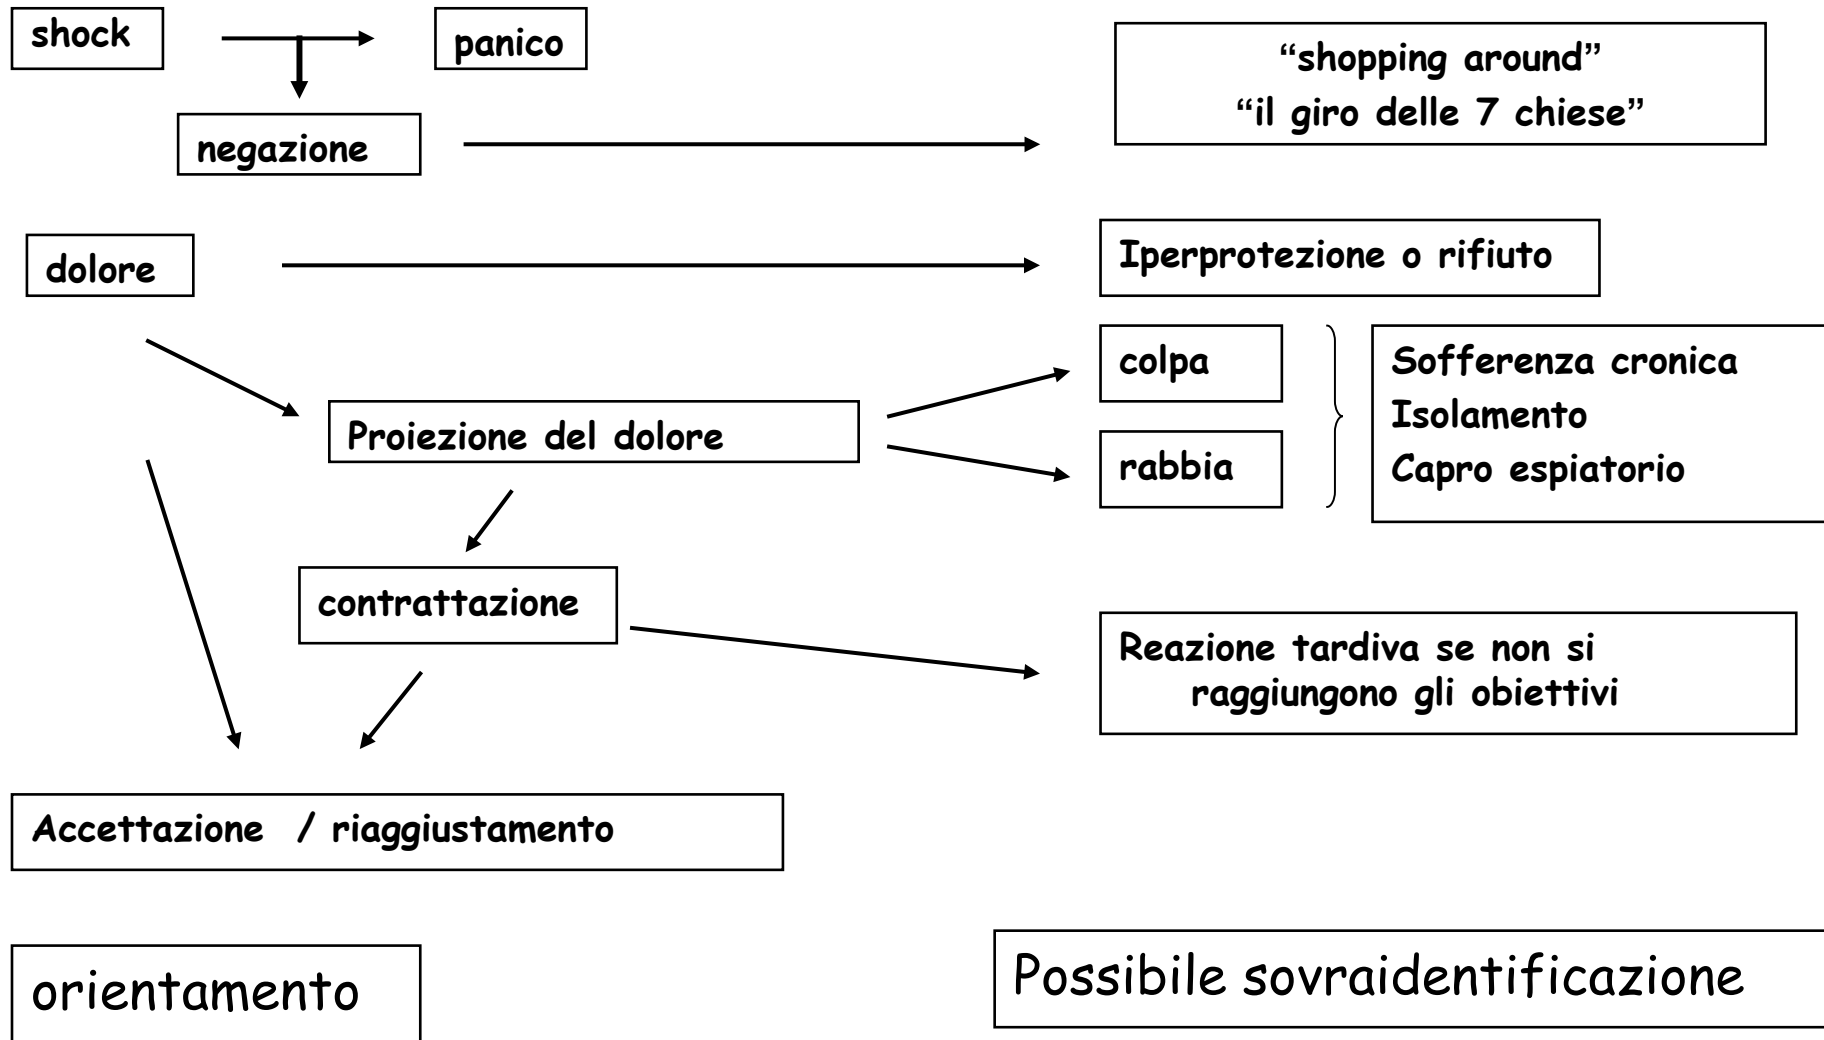 shock
panico
“shopping around”
“il giro delle 7 chiese”
negazione
dolore
Iperprotezione o rifiuto
colpa
Sofferenza cronica
Isolamento
Capro espiatorio
Proiezione del dolore
rabbia
contrattazione
Reazione tardiva se non si
raggiungono gli obiettivi
Accettazione / riaggiustamento
orientamento
Possibile sovraidentificazione